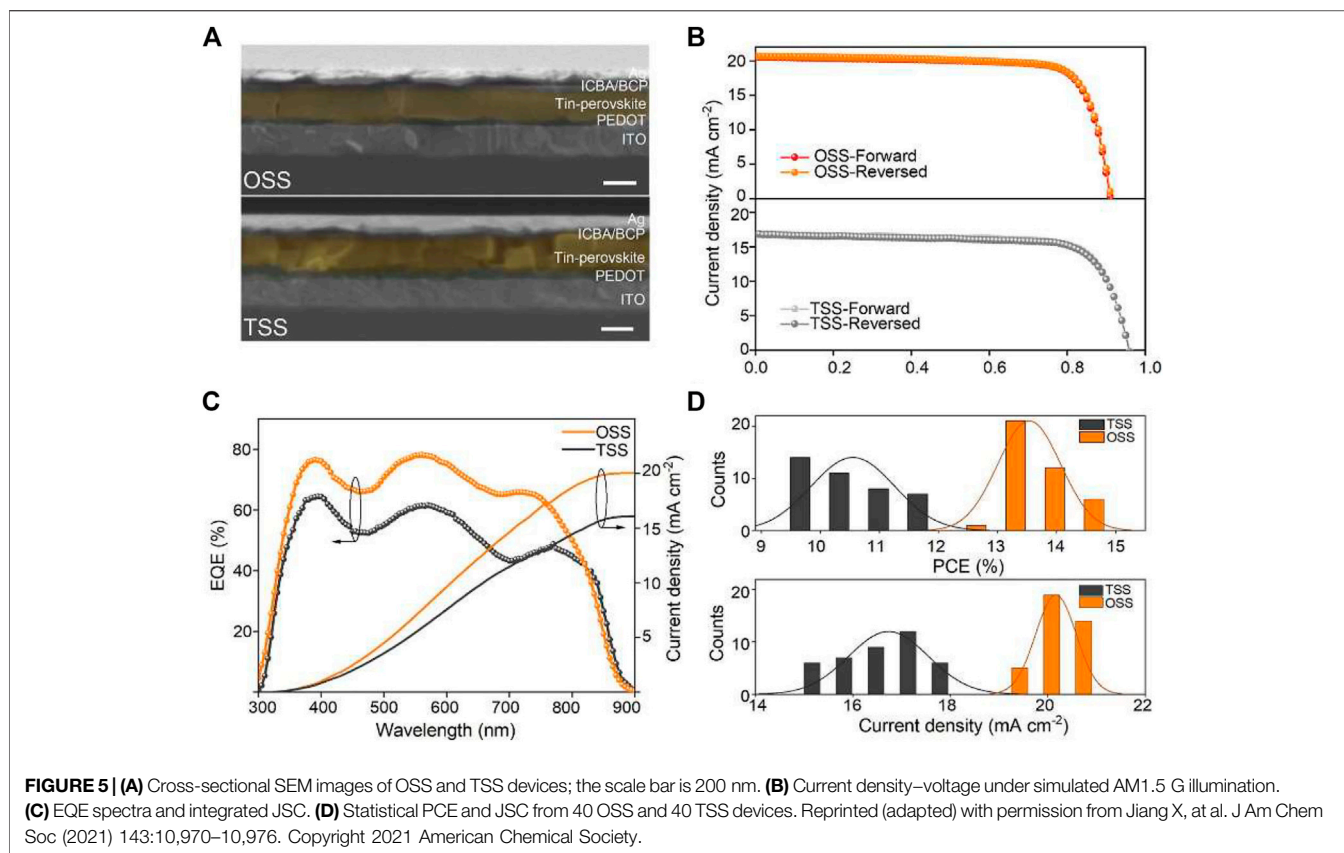 A
Ag
ICBA/BCP
Tin-perovskite
PEDOT
ITO
OSS
Ag
ICBA/BCP
Tin-perovskite
PEDOT
ITO
TSS
B
20
15
10
5
0
OSS-Forward
OSS-Reversed
20
15
10
5
0
TSS-Forward
TSS-Reversed
Current density (mA cm⁻²)
0.0 0.2 0.4 0.6 0.8 1.0
C
OSS
TSS
80
60
40
20
EQE (%)
20
15
10
5
0
Current density (mA cm⁻²)
300 400 500 600 700 800 900
Wavelength (nm)
D
TSS
OSS
20
10
0
Counts
9 10 11 12 13 14 15
PCE (%)
TSS
OSS
20
10
0
Counts
14 16 18 20 22
Current density (mA cm⁻²)
FIGURE 5 | (A) Cross-sectional SEM images of OSS and TSS devices; the scale bar is 200 nm. (B) Current density–voltage under simulated AM1.5 G illumination.
(C) EQE spectra and integrated JSC. (D) Statistical PCE and JSC from 40 OSS and 40 TSS devices. Reprinted (adapted) with permission from Jiang X, at al. J Am Chem
Soc (2021) 143:10,970–10,976. Copyright 2021 American Chemical Society.